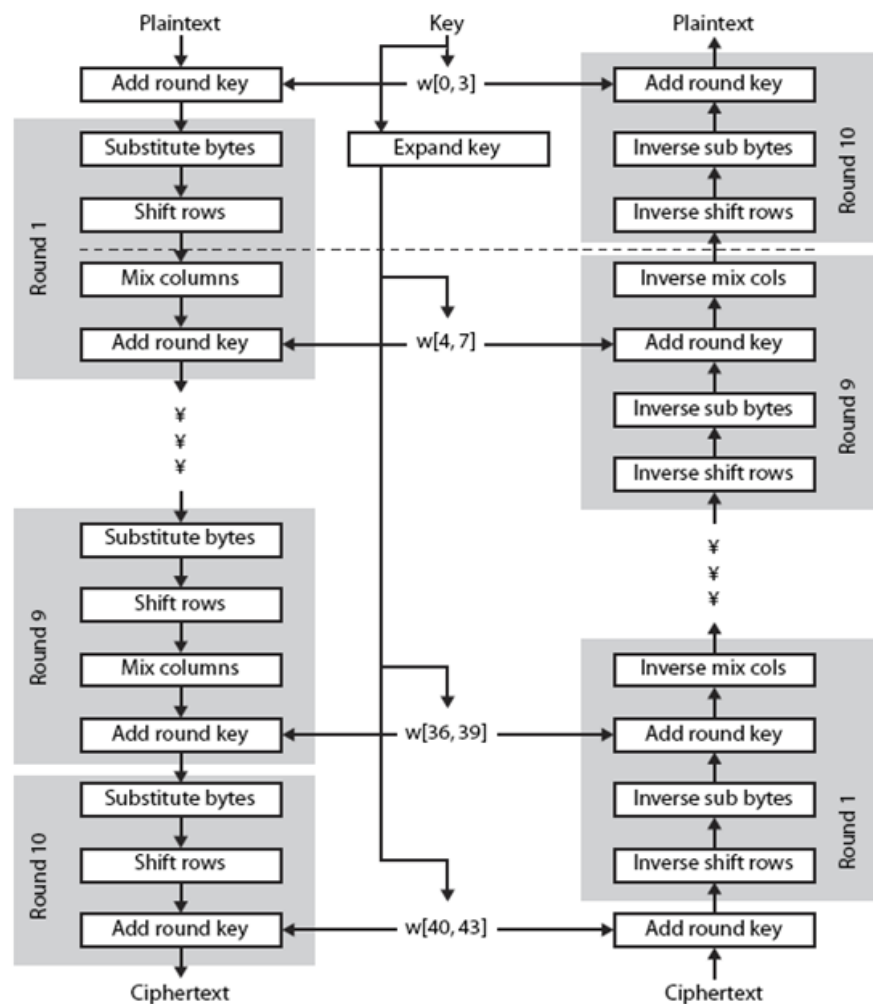 Plaintext
Key
Plaintext
Add round key
w[0, 3]
Add round key
Substitute bytes
Expand key
Inverse sub bytes
Round 10
Shift rows
Inverse shift rows
Round 1
Mix columns
Inverse mix cols
Add round key
w[4, 7]
Add round key
¥
¥
¥
Inverse sub bytes
Round 9
Inverse shift rows
Substitute bytes
¥
¥
¥
Shift rows
Round 9
Mix columns
Inverse mix cols
Add round key
w[36, 39]
Add round key
Substitute bytes
Inverse sub bytes
Round 1
Round 10
Shift rows
Inverse shift rows
Add round key
w[40, 43]
Add round key
Ciphertext
Ciphertext